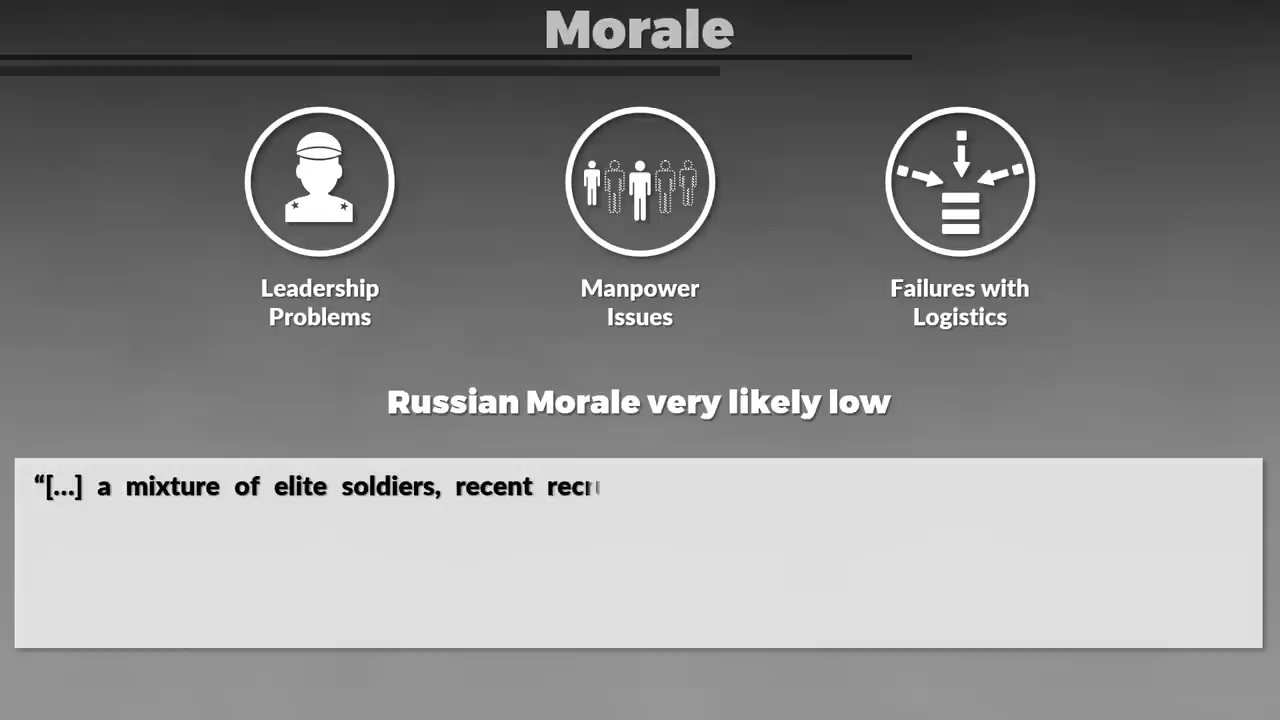 Morale
Leadership
Problems
Manpower
Issues
Failures with
Logistics
Russian Morale very likely low
“[...] a mixture of elite soldiers, recent